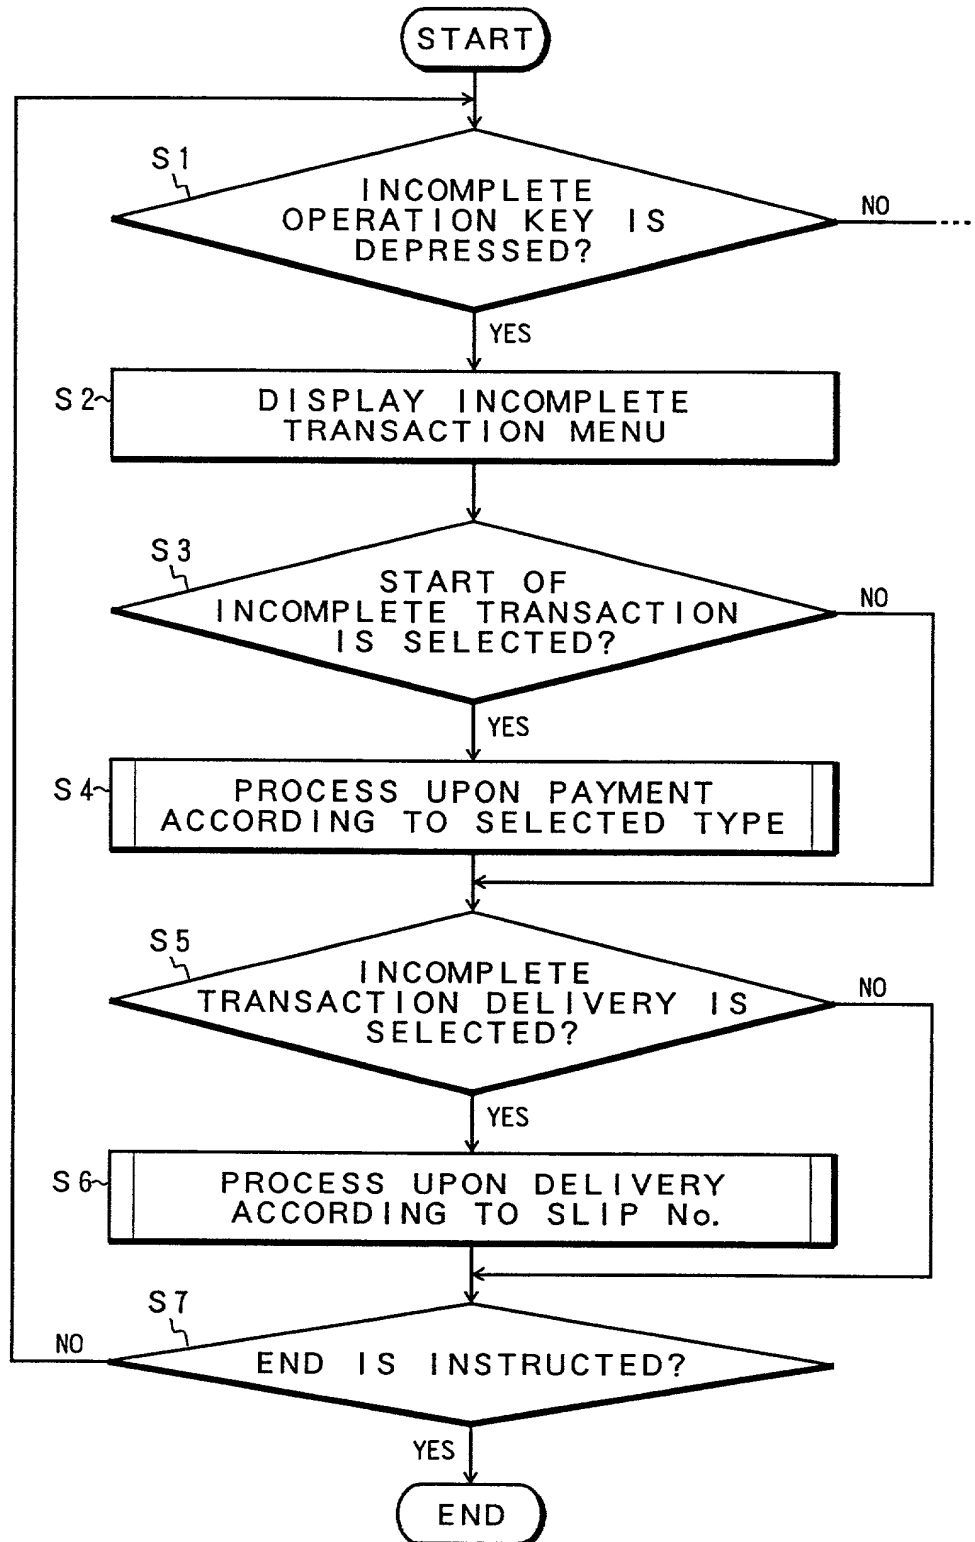 START
S1
INCOMPLETE
OPERATION KEY IS
DEPRESSED?
NO
YES
S2
DISPLAY INCOMPLETE
TRANSACTION MENU
S3
START OF
INCOMPLETE TRANSACTION
IS SELECTED?
NO
YES
S4
PROCESS UPON PAYMENT
ACCORDING TO SELECTED TYPE
S5
INCOMPLETE
TRANSACTION DELIVERY IS
SELECTED?
NO
YES
S6
PROCESS UPON DELIVERY
ACCORDING TO SLIP No.
S7
NO
END IS INSTRUCTED?
YES
END